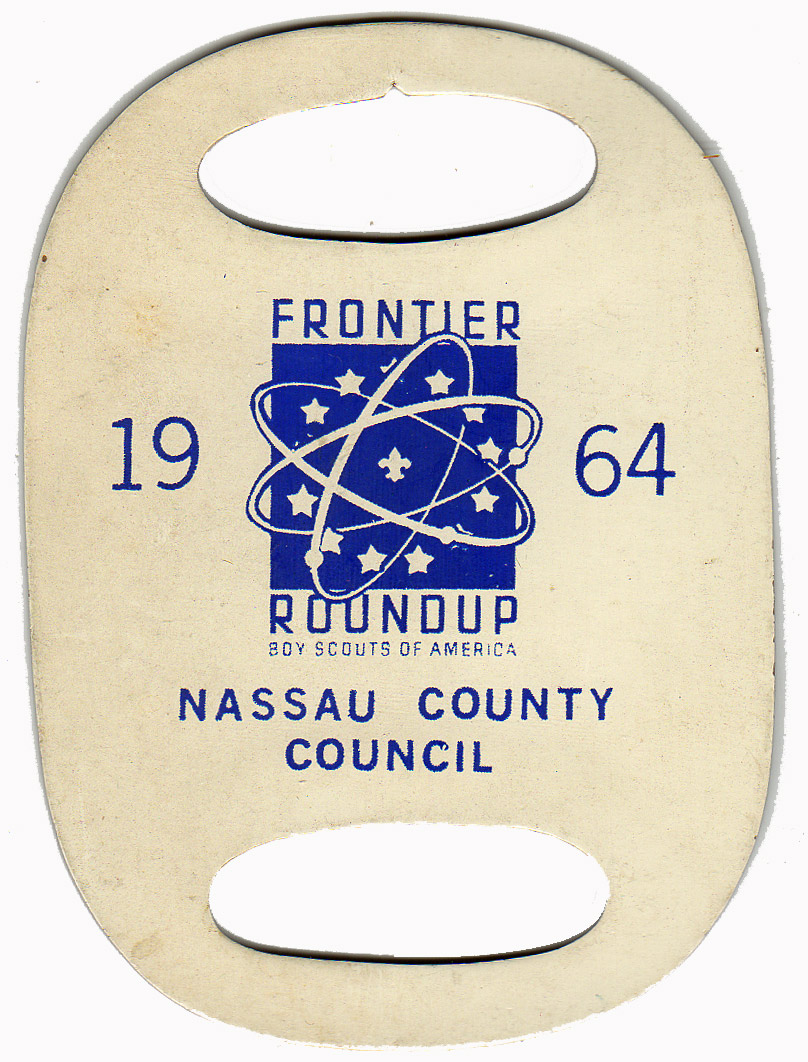 FRONTIER
19 64
ROUNDUP
BOY SCOUTS OF AMERICA
NASSAU COUNTY
COUNCIL